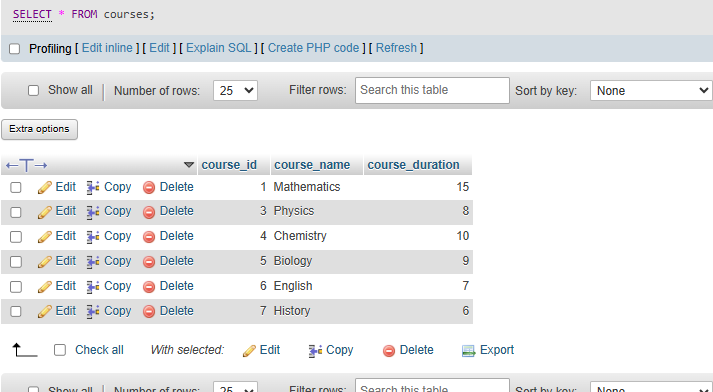 SELECT * FROM courses;
Profiling [ Edit inline ] [ Edit ] [ Explain SQL ] [ Create PHP code ] [ Refresh ]
Show all Number of rows: 25 Filter rows: Search this table Sort by key: None
Extra options
course_id course_name course_duration
Edit Copy Delete 1 Mathematics 15
Edit Copy Delete 3 Physics 8
Edit Copy Delete 4 Chemistry 10
Edit Copy Delete 5 Biology 9
Edit Copy Delete 6 English 7
Edit Copy Delete 7 History 6
Check all With selected: Edit Copy Delete Export
Show all Number of rows: 25 Filter rows: Search this table Sort by key: None